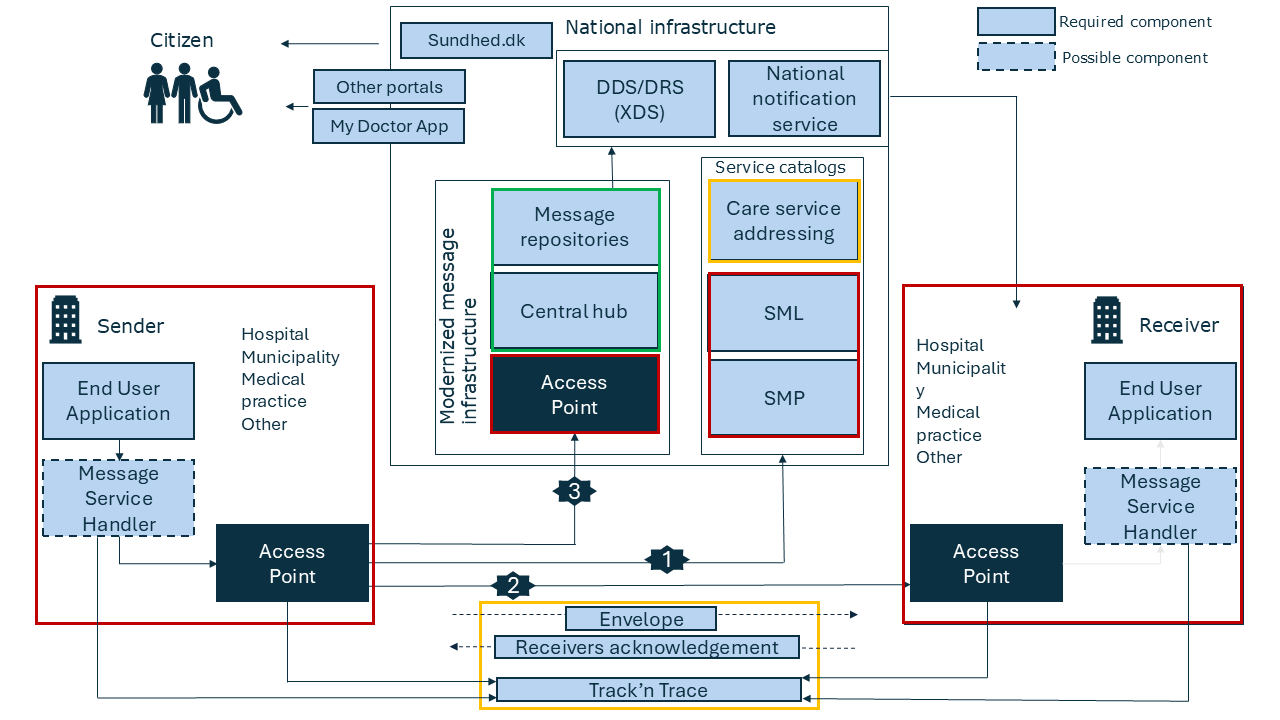 Citizen
Sundhed.dk
National infrastructure
Required component
Possible component
Other portals
My Doctor App
DDS/DRS
(XDS)
National
notification
service
Service catalogs
Modernized message
infrastructure
Message
repositories
Central hub
Access
Point
Care service
addressing
SML
SMP
Sender
Hospital
Municipality
Medical
practice
Other
End User
Application
Message
Service
Handler
Access
Point
Receiver
Hospital
Municipalit
y
Medical
practice
Other
End User
Application
Message
Service
Handler
Access
Point
3
1
2
Envelope
Receivers acknowledgement
Track’n Trace